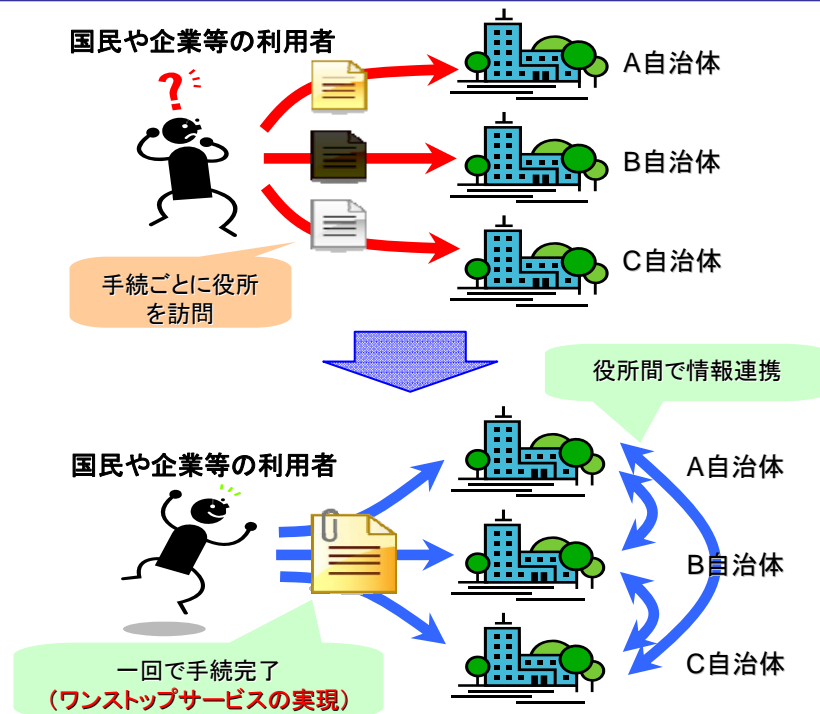 国民や企業等の利用者
?
A自治体
B自治体
C自治体
手続ごとに役所
を訪問
役所間で情報連携
国民や企業等の利用者
A自治体
B自治体
C自治体
一回で手続完了
(ワンストップサービスの実現)